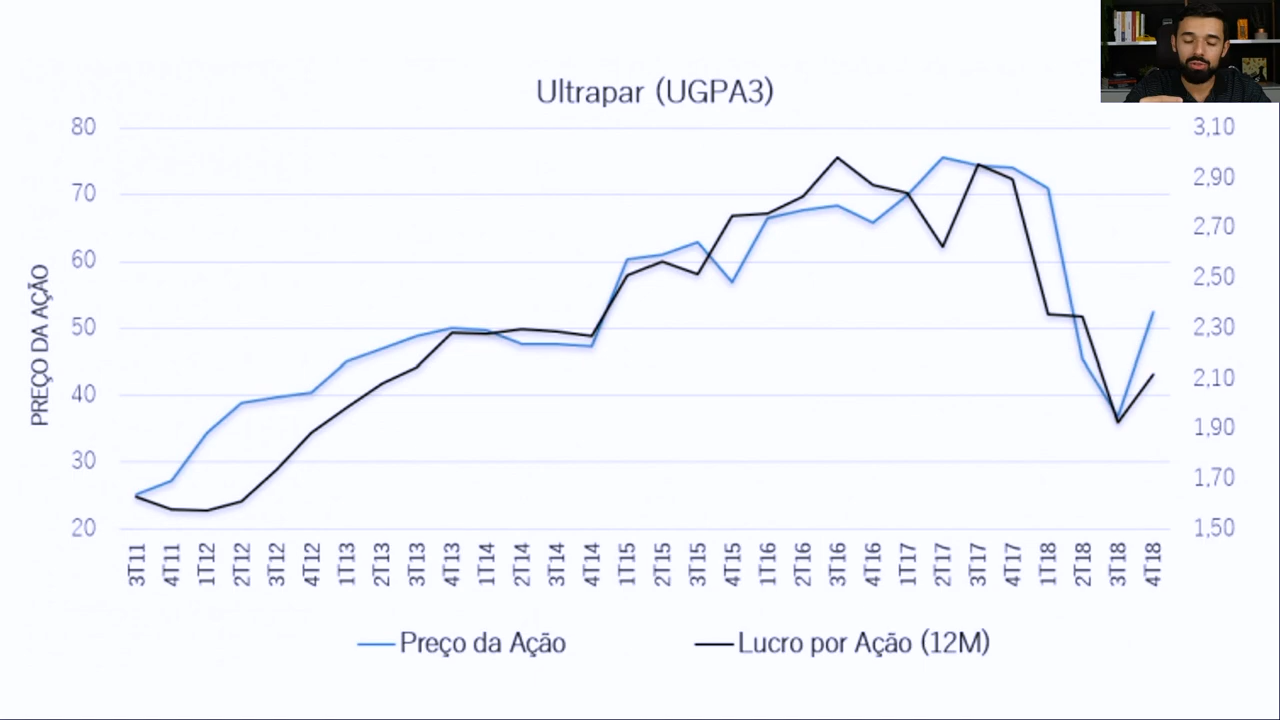 Ultrapar (UGPA3)
PREÇO DA AÇÃO
80
70
60
50
40
30
20
3,10
2,90
2,70
2,50
2,30
2,10
1,90
1,70
1,50
3T11
4T11
1T12
2T12
3T12
4T12
1T13
2T13
3T13
4T13
1T14
2T14
3T14
4T14
1T15
2T15
3T15
4T15
1T16
2T16
3T16
4T16
1T17
2T17
3T17
4T17
1T18
2T18
3T18
4T18
Preço da Ação
Lucro por Ação (12M)